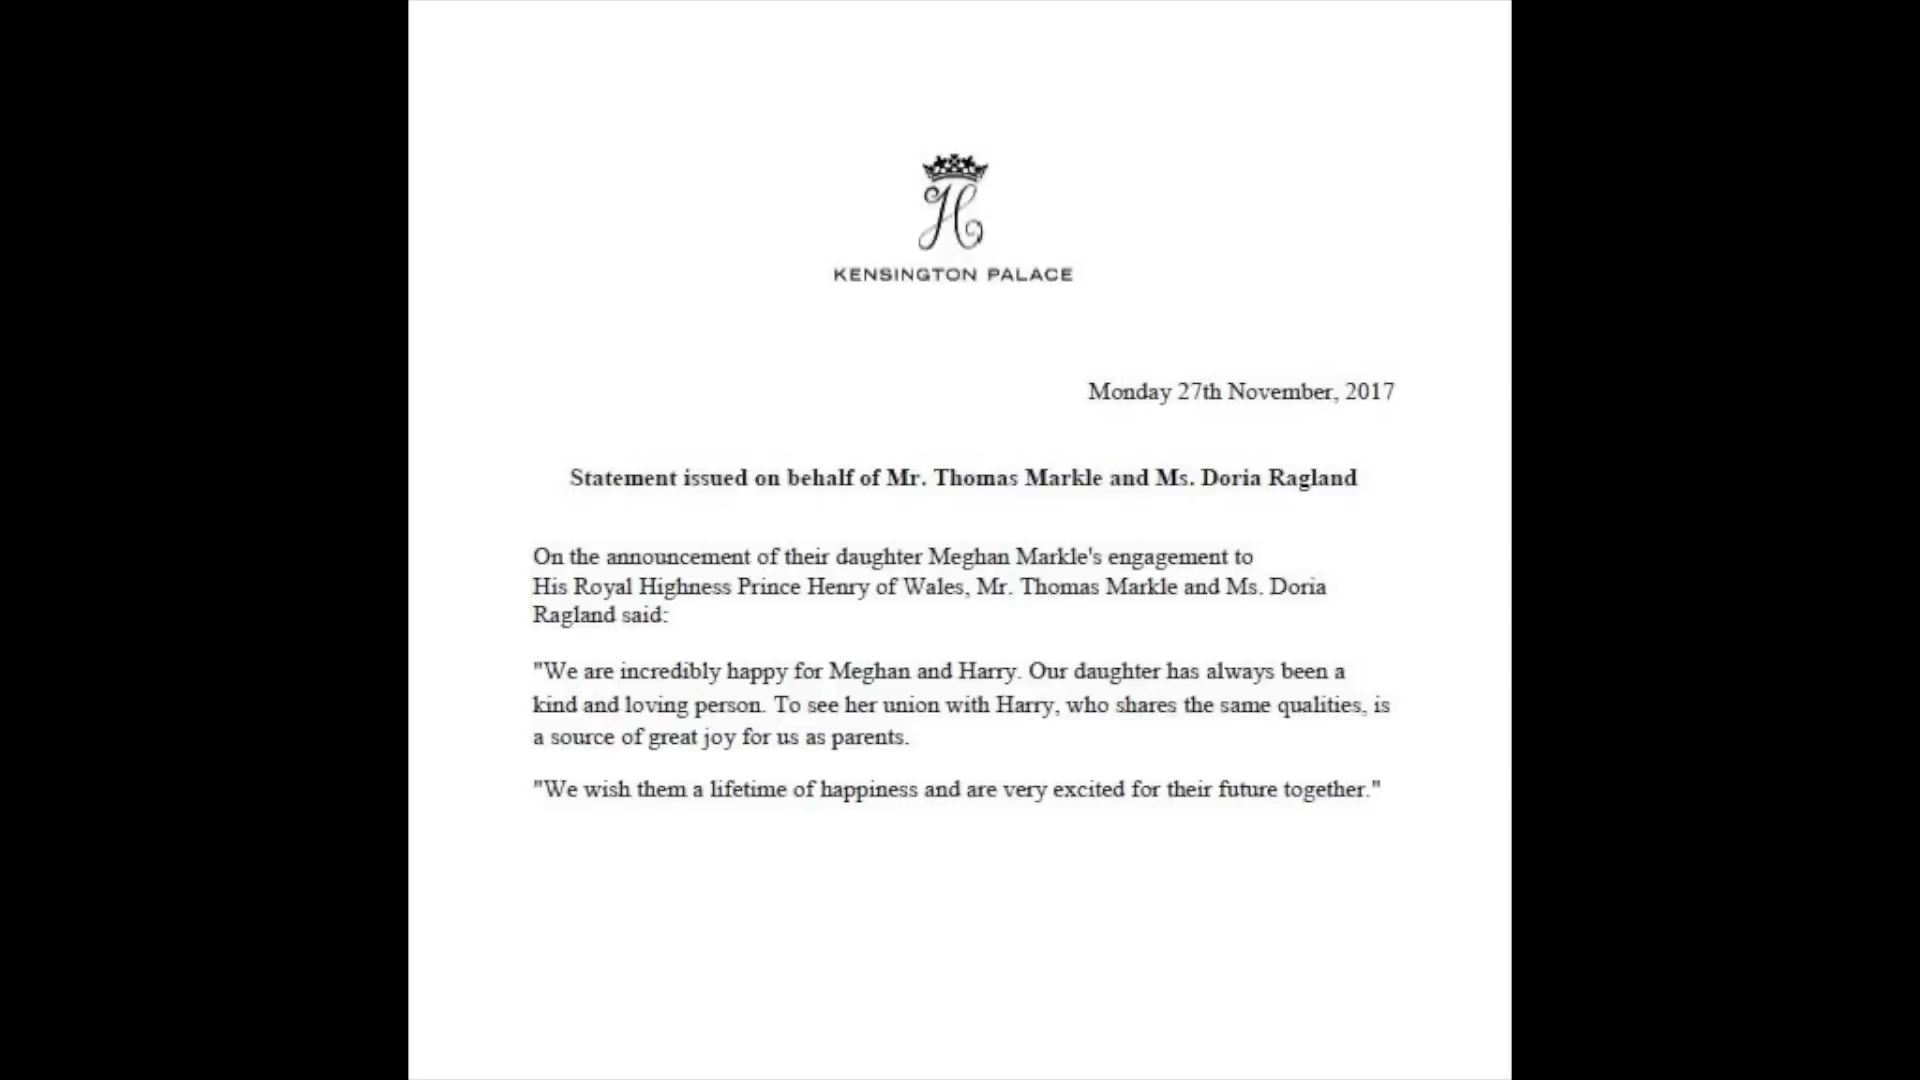 H
KENSINGTON PALACE
Monday 27th November, 2017
Statement issued on behalf of Mr. Thomas Markle and Ms. Doria Ragland
On the announcement of their daughter Meghan Markle's engagement to
His Royal Highness Prince Henry of Wales, Mr. Thomas Markle and Ms. Doria
Ragland said:
"We are incredibly happy for Meghan and Harry. Our daughter has always been a
kind and loving person. To see her union with Harry, who shares the same qualities, is
a source of great joy for us as parents.
"We wish them a lifetime of happiness and are very excited for their future together."